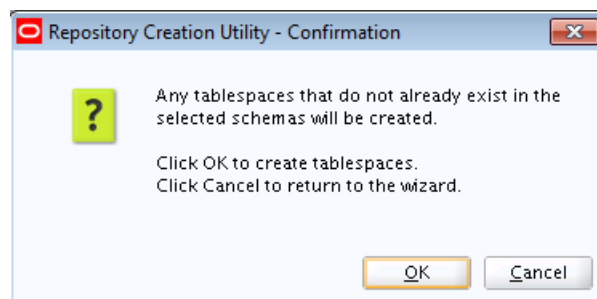 Repository Creation Utility - Confirmation
Any tablespaces that do not already exist in the
selected schemas will be created.
Click OK to create tablespaces.
Click Cancel to return to the wizard.
OK
Cancel